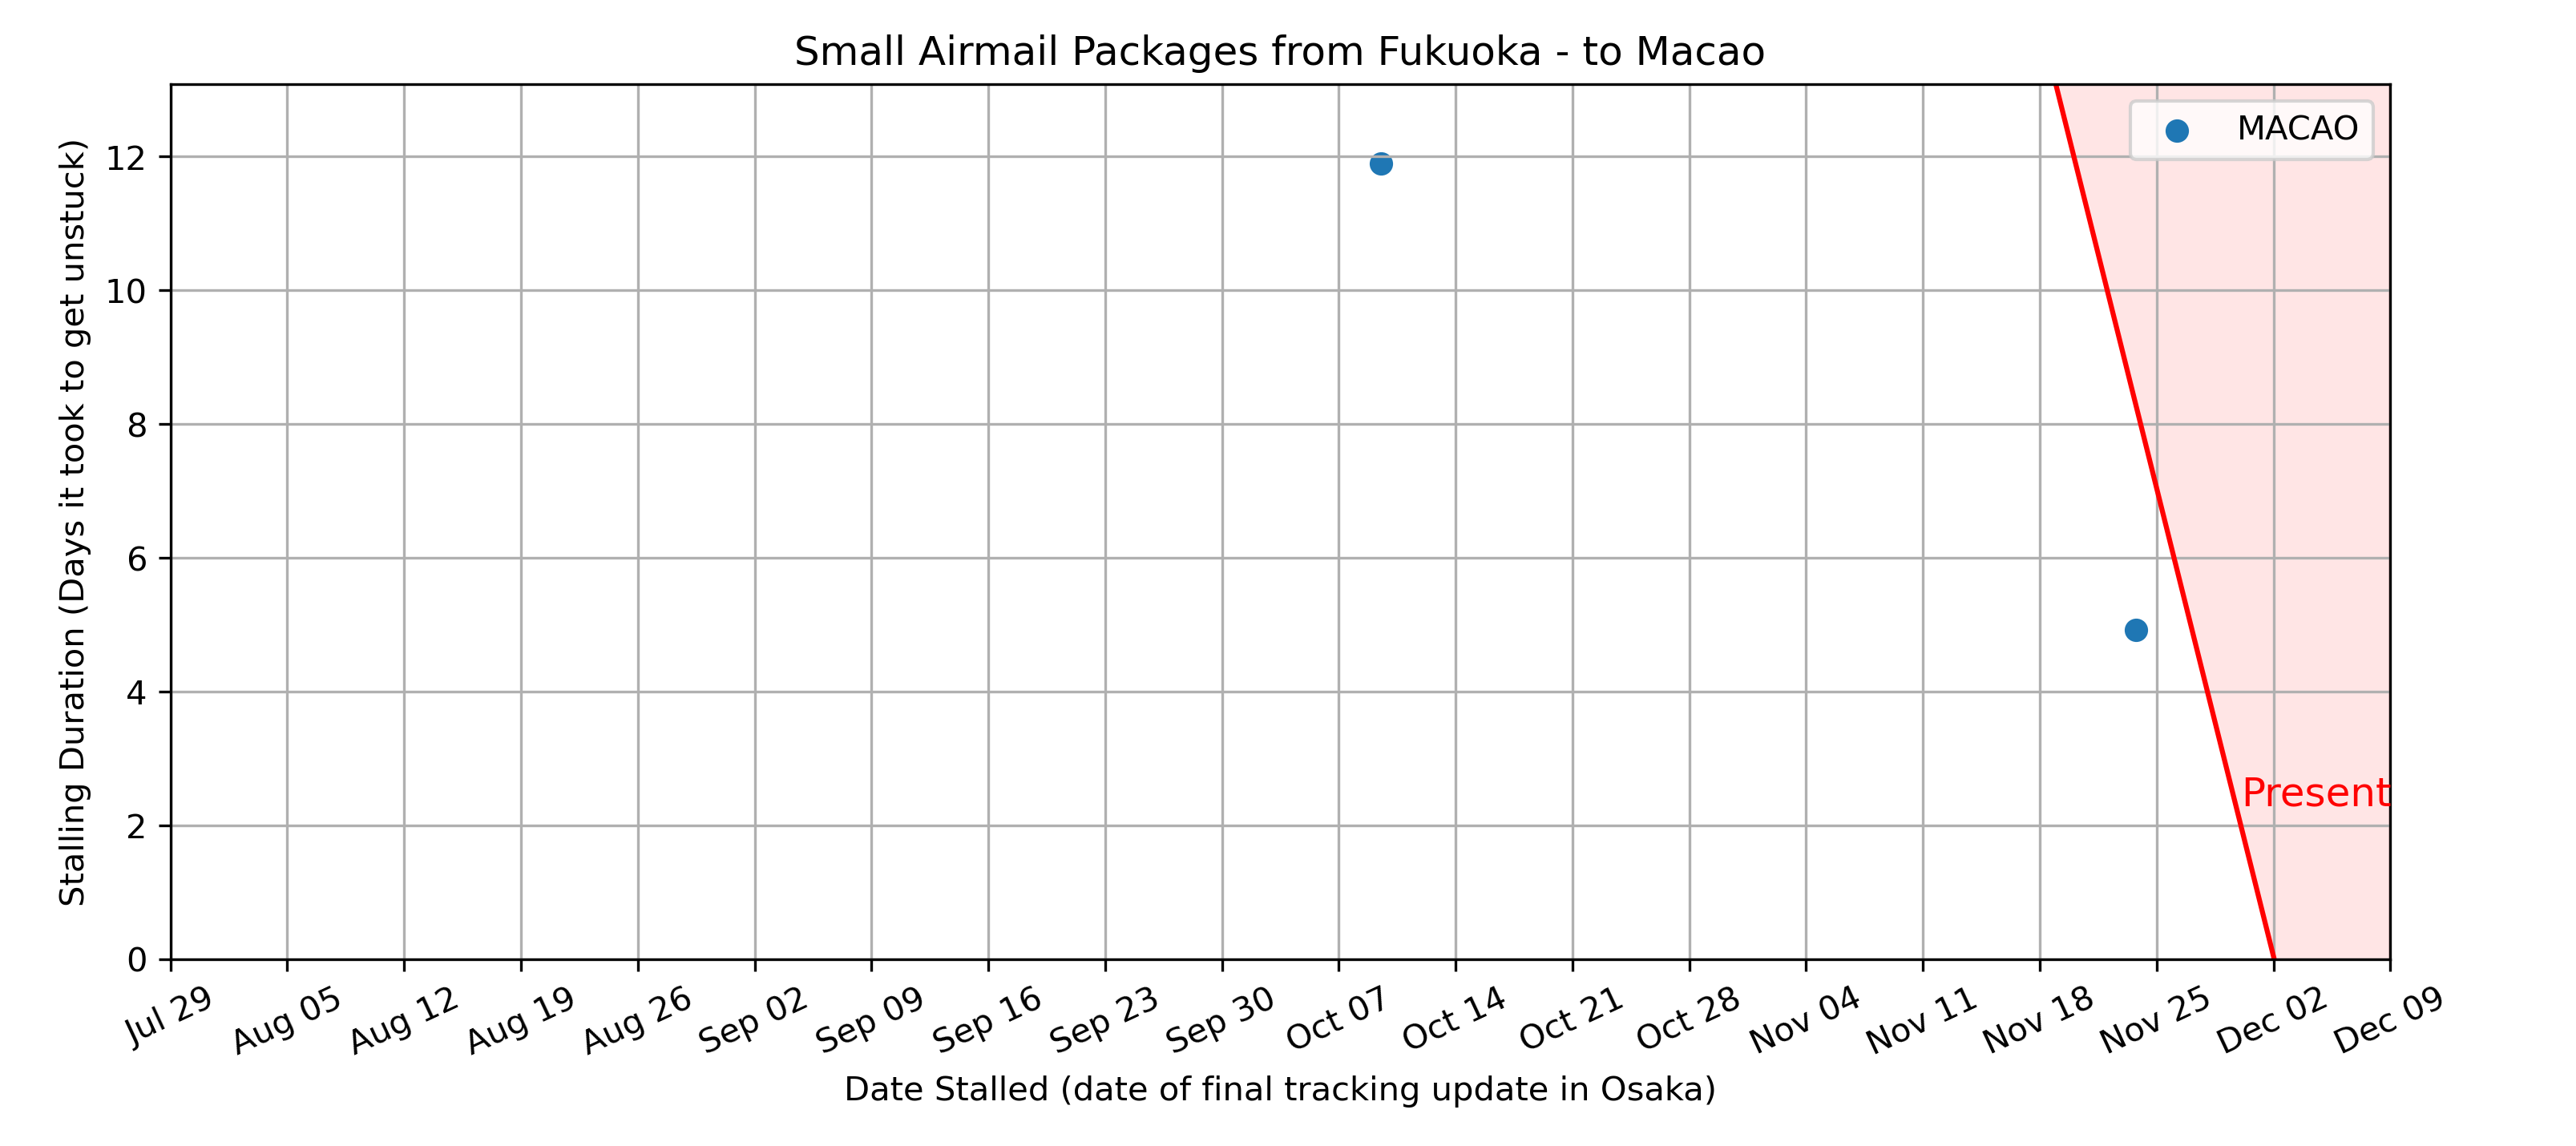 Small Airmail Packages from Fukuoka - to Macao
MACAO
Stalling Duration (Days it took to get unstuck)
12
10
8
6
4
2
0
Present
Jul 29
Aug 05
Aug 12
Aug 19
Aug 26
Sep 02
Sep 09
Sep 16
Sep 23
Sep 30
Oct 07
Oct 14
Oct 21
Oct 28
Nov 04
Nov 11
Nov 18
Nov 25
Dec 02
Dec 09
Date Stalled (date of final tracking update in Osaka)